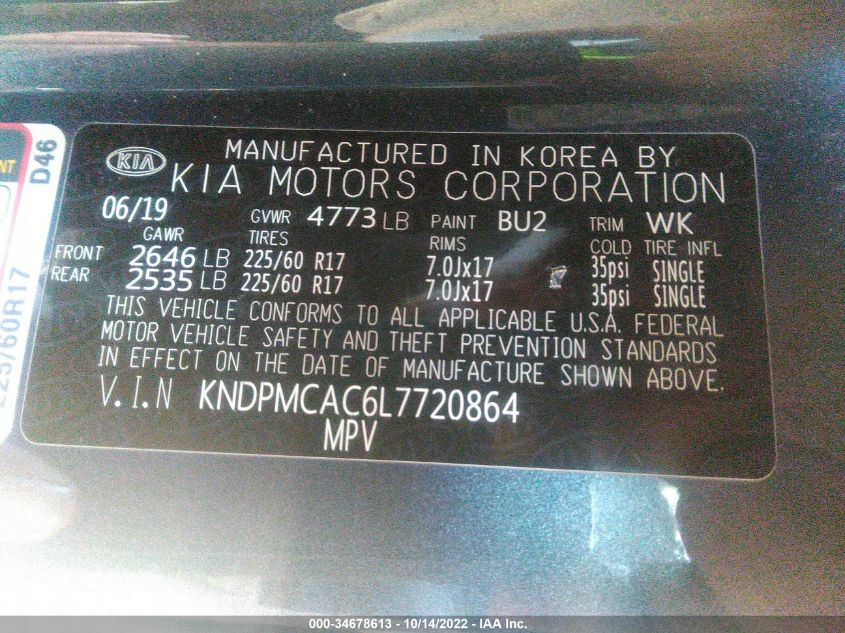 KIA
MANUFACTURED IN KOREA BY
KIA MOTORS CORPORATION
06/19 GVWR 4773 LB PAINT BU2 TRIM WK
GAWR TIRES RIMS COLD TIRE INFL
FRONT 2646 LB 225/60 R17 7.0Jx17 35psi SINGLE
REAR 2535 LB 225/60 R17 7.0Jx17 35psi SINGLE
THIS VEHICLE CONFORMS TO ALL APPLICABLE U.S.A. FEDERAL
MOTOR VEHICLE SAFETY AND THEFT PREVENTION STANDARDS
IN EFFECT ON THE DATE OF MANUFACTURE SHOWN ABOVE.
V.I.N KNDPMCAC6L7720864
MPV
D46
225/60R17
000-34678613 - 10/14/2022 - IAA Inc.